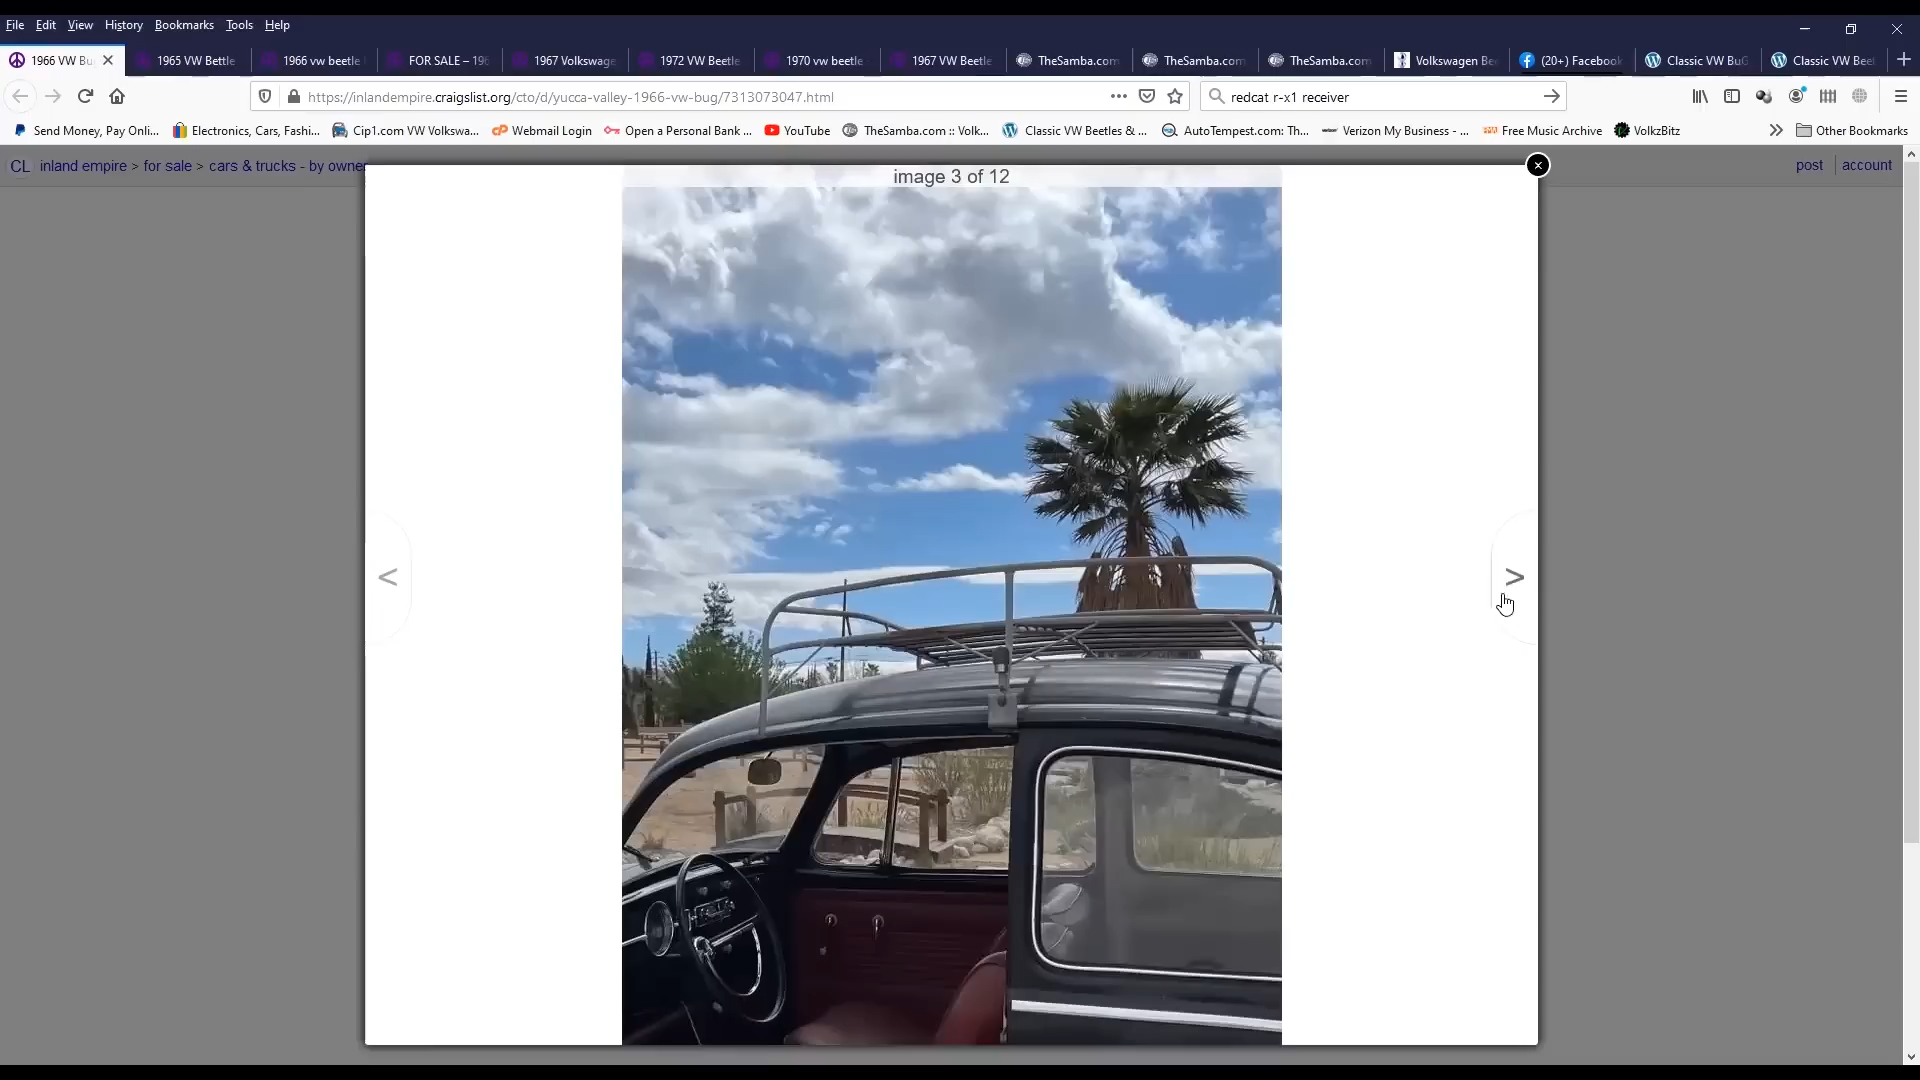 File Edit View History Bookmarks Tools Help
1966 VW Bu 1965 VW Bettle 1966 vw beetle FOR SALE – 196 1967 Volkswage 1972 VW Beetle 1970 vw beetle 1967 VW Beetle TheSamba.com TheSamba.com TheSamba.com Volkswagen Be (20+) Facebook Classic VW BuG Classic VW Beet
https://inlandempire.craigslist.org/cto/d/yucca-valley-1966-vw-bug/7313073047.html redcat r-x1 receiver
Send Money, Pay Onli... Electronics, Cars, Fashi... Cip1.com VW Volkswa... Webmail Login Open a Personal Bank ... YouTube TheSamba.com :: Volk... Classic VW Beetles & ... AutoTempest.com: Th... Verizon My Business - ... Free Music Archive VolkzBitz Other Bookmarks
CL inland empire > for sale > cars & trucks - by owner post account
image 3 of 12
< >